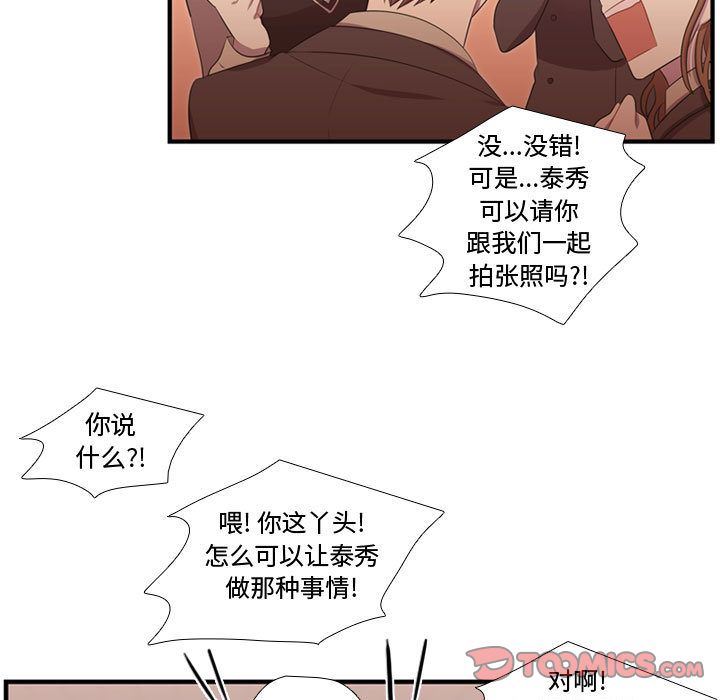 没...没错!
可是...泰秀
可以请你
跟我们一起
拍张照吗?!
你说
什么?!
喂! 你这丫头!
怎么可以让泰秀
做那种事情!
对啊!
DTOOMICS.COM